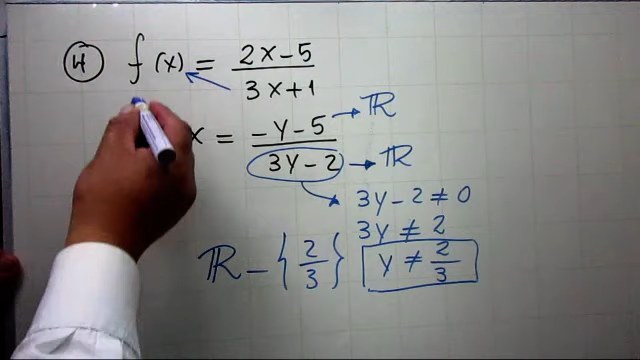 4 f(x) = 2x-5 / 3x+1
x = -y-5 / 3y-2 → ℝ → ℝ
3y-2 ≠ 0
3y ≠ 2
ℝ - {2/3} y ≠ 2/3